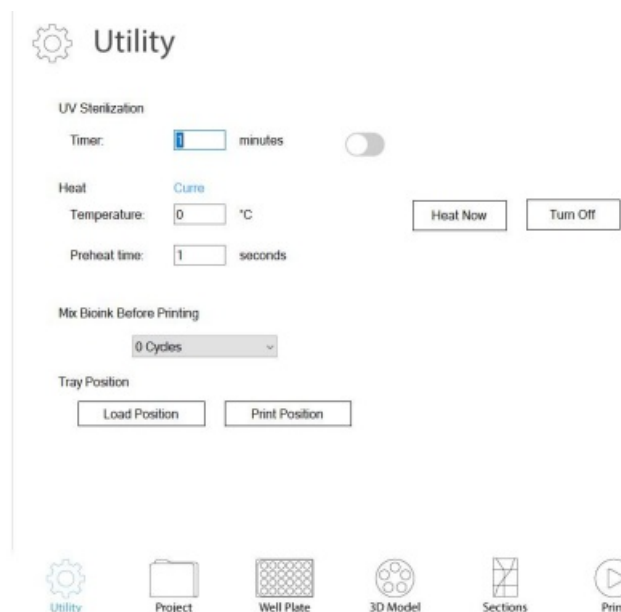 Utility
UV Sterilization
Timer: 1 minutes
Heat Curre
Temperature: 0 °C Heat Now Turn Off
Preheat time: 1 seconds
Mix Bioink Before Printing
0 Cycles
Tray Position
Load Position Print Position
Utility Project Well Plate 3D Model Sections Prin